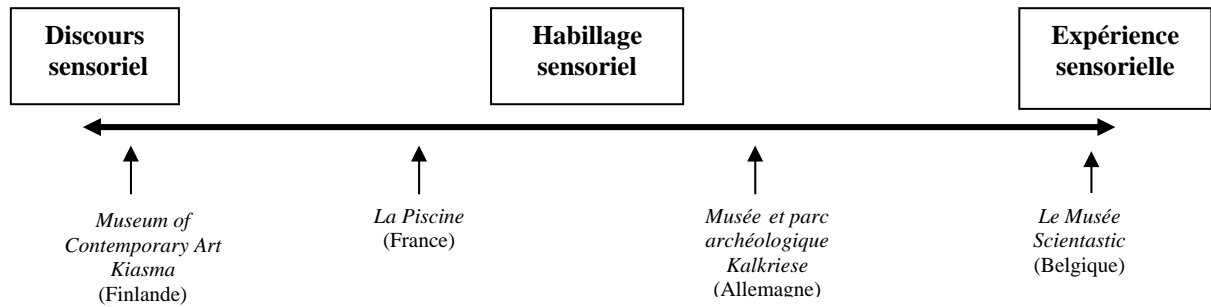 Discours
sensoriel
Habillage
sensoriel
Expérience
sensorielle
Museum of
Contemporary Art
Kiasma
(Finlande)
La Piscine
(France)
Musée et parc
archéologique
Kalkriese
(Allemagne)
Le Musée
Scientastic
(Belgique)